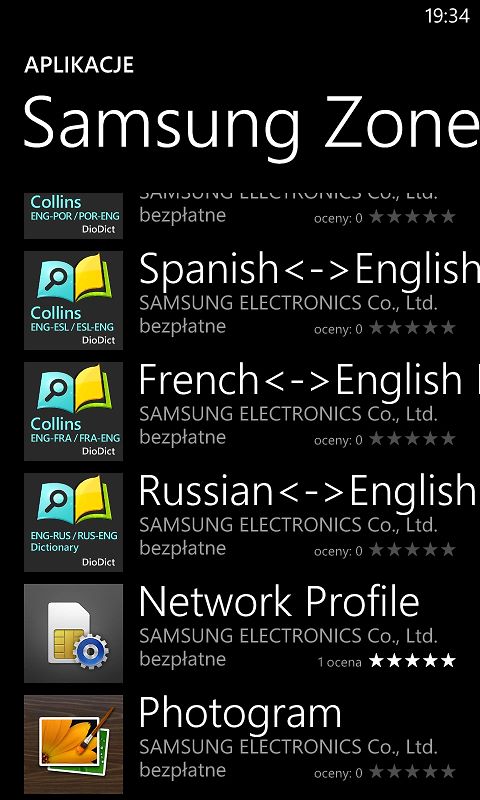 19:34
APLIKACJE
Samsung Zone
Collins
ENG-POR / POR-ENG
DioDict
SAMSUNG ELECTRONICS Co., Ltd.
bezpłatne
oceny: 0
Collins
ENG-ESL / ESL-ENG
DioDict
Spanish<->English
SAMSUNG ELECTRONICS Co., Ltd.
bezpłatne
oceny: 0
Collins
ENG-FRA / FRA-ENG
DioDict
French<->English
SAMSUNG ELECTRONICS Co., Ltd.
bezpłatne
oceny: 0
ENG-RUS / RUS-ENG
Dictionary
DioDict
Russian<->English
SAMSUNG ELECTRONICS Co., Ltd.
bezpłatne
oceny: 0
Network Profile
SAMSUNG ELECTRONICS Co., Ltd.
bezpłatne
1 ocena
Photogram
SAMSUNG ELECTRONICS Co., Ltd.
bezpłatne
oceny: 0